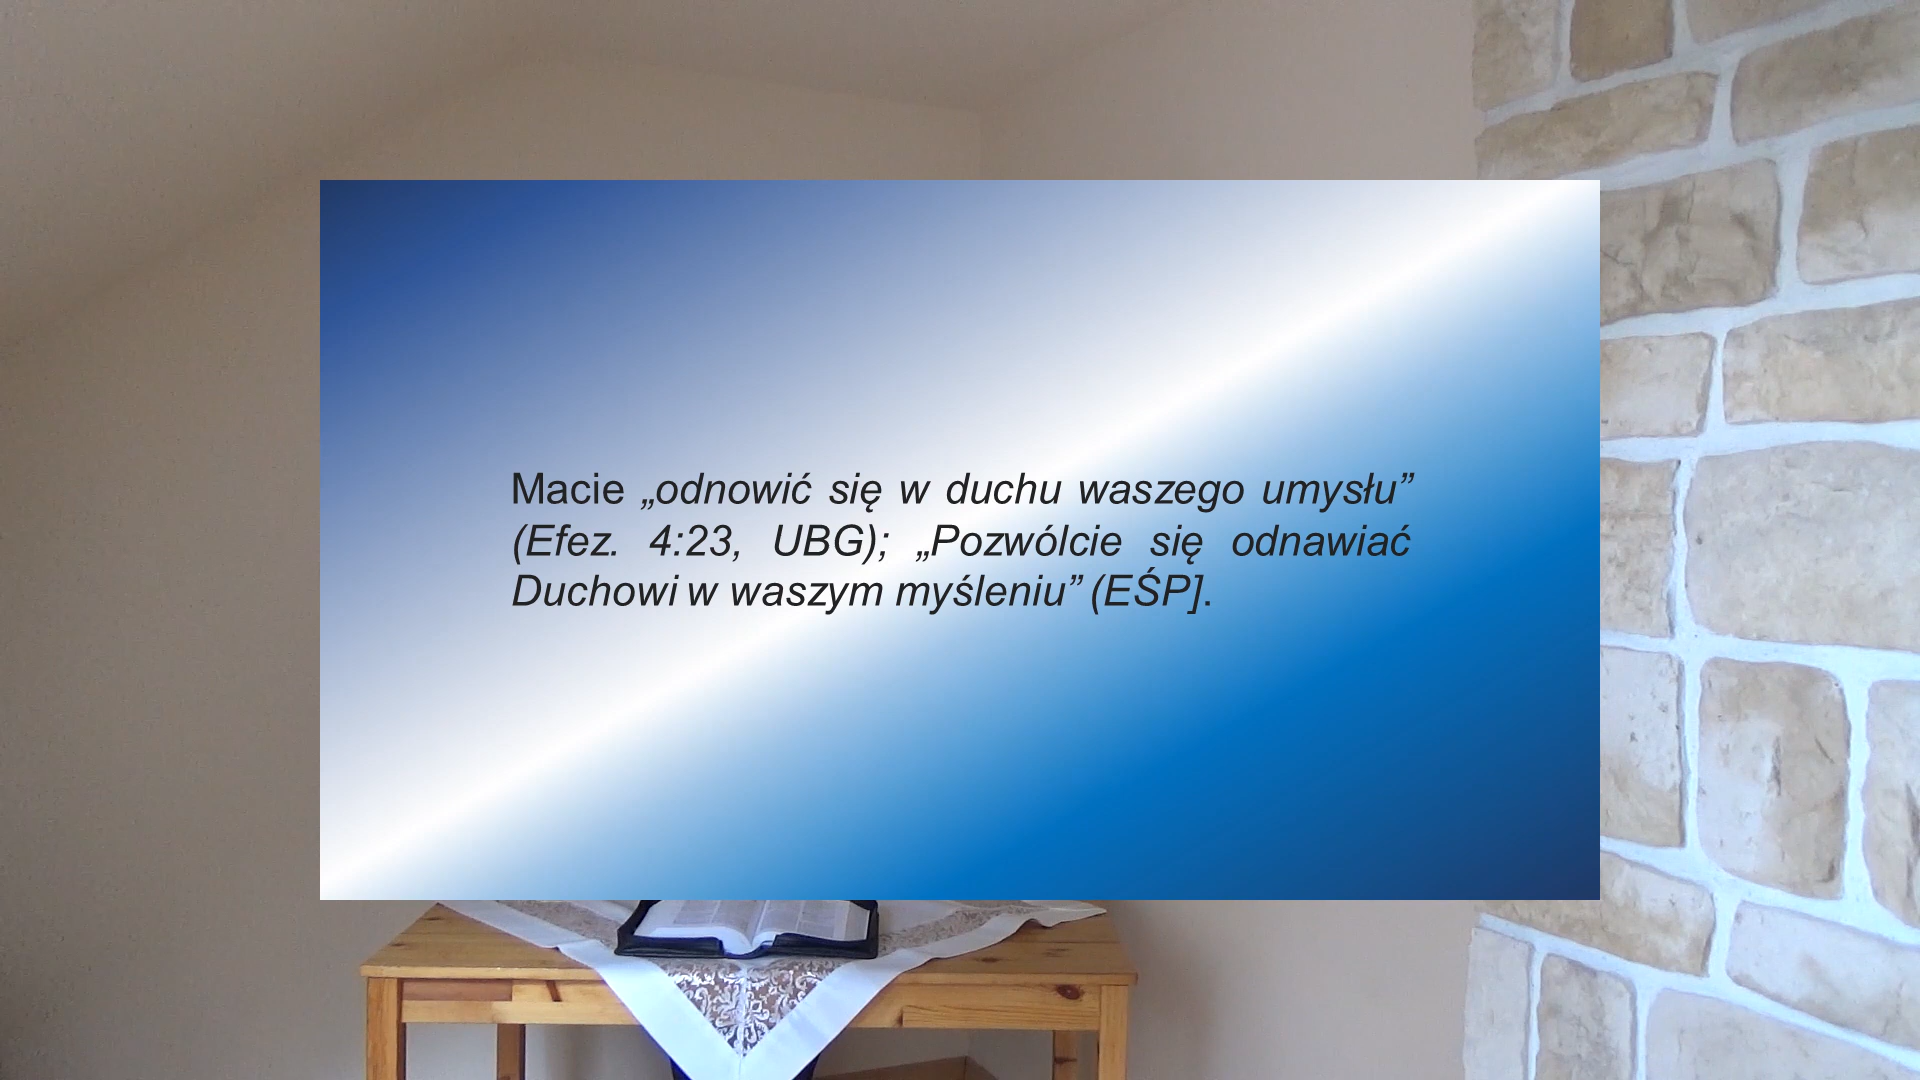 Macie „odnowić się w duchu waszego umysłu”
(Efez. 4:23, UBG); „Pozwólcie się odnawiać
Duchowi w waszym myśleniu” (EŚP].